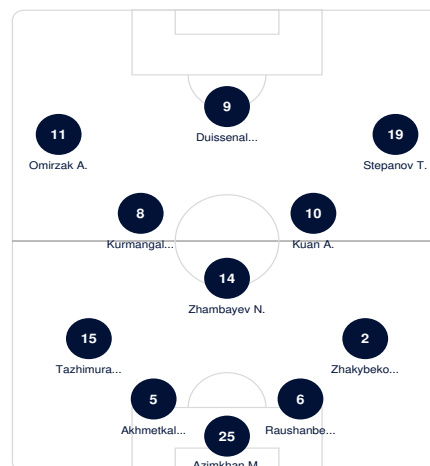 9
Duissenal...
11
Omirzak A.
19
Stepanov T.
8
Kurmangal...
10
Kuan A.
14
Zhambayev N.
15
Tazhimura...
2
Zhakybeko...
5
Akhmetkal...
6
Raushanbe...
25
Azimkhan M.